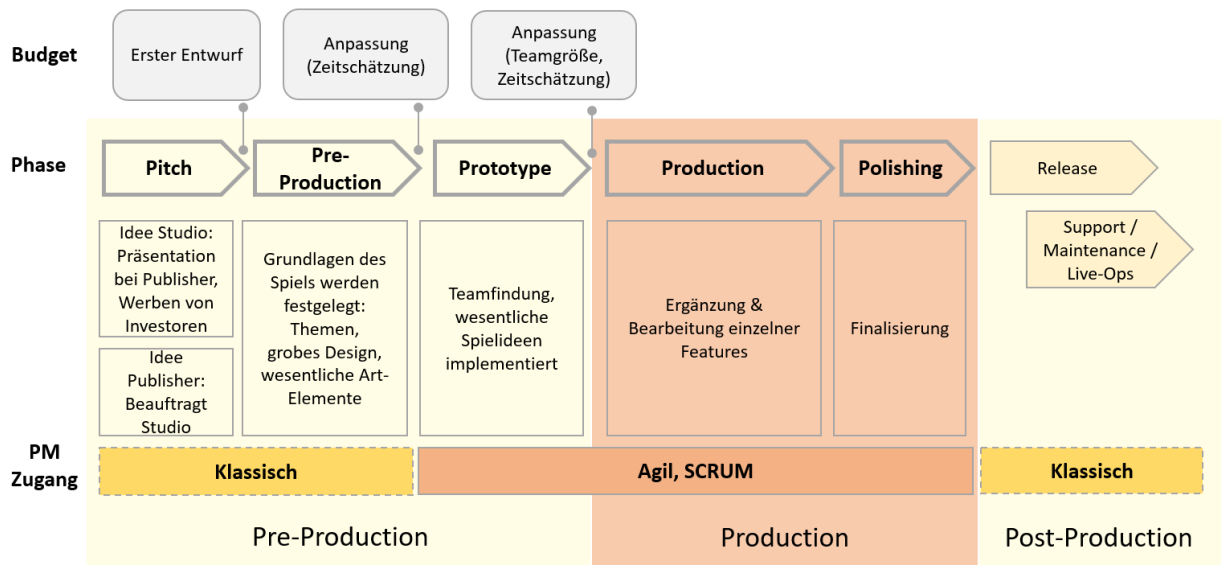 Budget
Erster Entwurf
Anpassung
(Zeitschätzung)
Anpassung
(Teamgröße,
Zeitschätzung)
Phase
Pitch
Pre-
Production
Prototype
Production
Polishing
Release
Support /
Maintenance /
Live-Ops
Idee Studio:
Präsentation
bei Publisher,
Werben von
Investoren
Idee
Publisher:
Beauftragt
Studio
Grundlagen des
Spiels werden
festgelegt:
Themen,
grobes Design,
wesentliche Art-
Elemente
Teamfindung,
wesentliche
Spielideen
implementiert
Ergänzung &
Bearbeitung einzelner
Features
Finalisierung
PM
Zugang
Klassisch
Agil, SCRUM
Klassisch
Pre-Production
Production
Post-Production